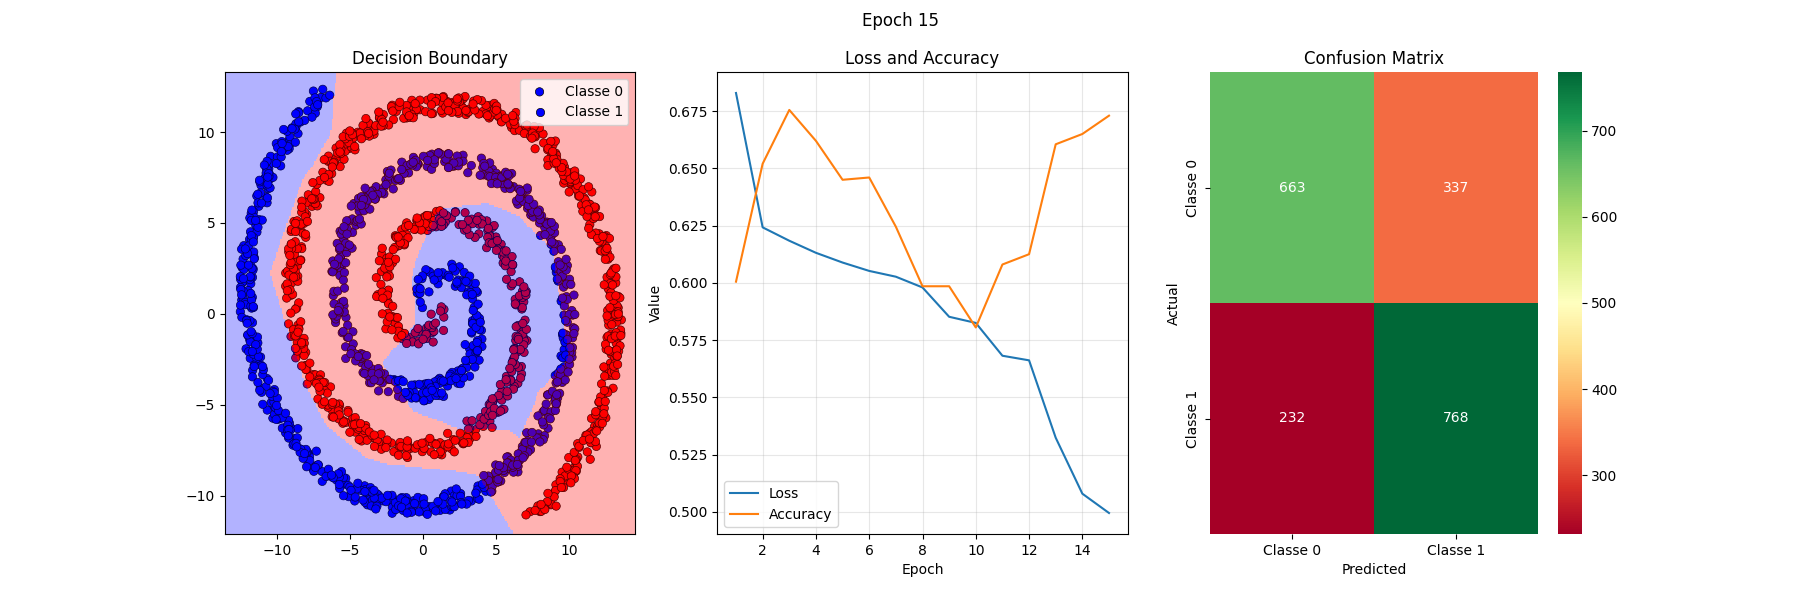 Epoch 15
Decision Boundary
Classe 0
Classe 1
10
5
0
−5
−10
−10
−5
0
5
10
Loss and Accuracy
Value
0.675
0.650
0.625
0.600
0.575
0.550
0.525
0.500
Loss
Accuracy
2
4
6
8
10
12
14
Epoch
Confusion Matrix
Actual
Classe 0
Classe 1
663
337
232
768
Classe 0
Classe 1
Predicted
700
600
500
400
300